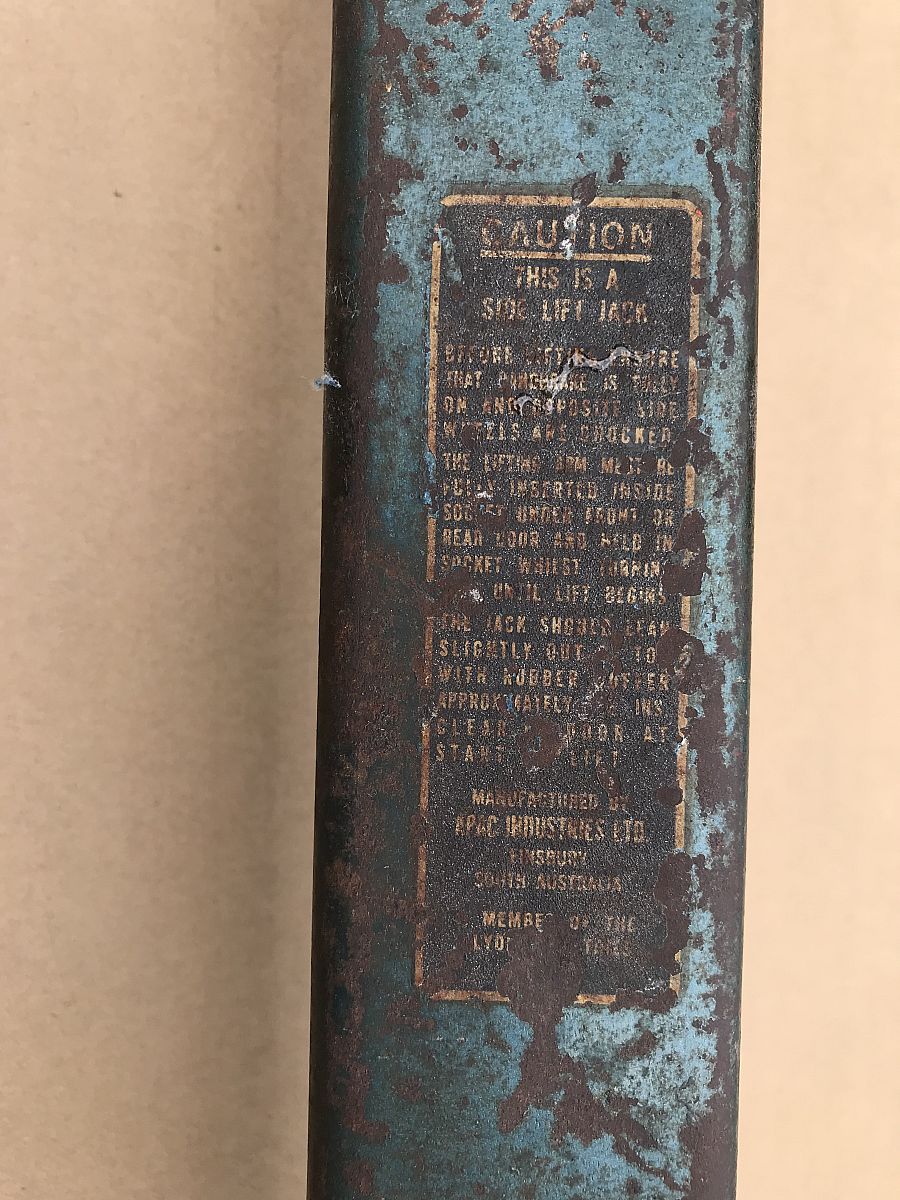 CAUTION
THIS IS A
SIDE LIFT JACK
BEFORE LIFTING ENSURE
THAT HANDBRAKE IS FULLY
ON AND OPPOSITE SIDE
WHEELS ARE CHOCKED.
THE LIFTING ARM MUST BE
FULLY INSERTED INSIDE
SOCKET UNDER FRONT OR
REAR DOOR AND HELD IN
SOCKET WHILST TURNING
UNTIL LIFT BEGINS
THE JACK SHOULD LEAN
SLIGHTLY OUT TO
WITH RUBBER BUFFER
APPROXIMATELY INS
CLEAR DOOR AT
START LIFT
MANUFACTURED BY
APAC INDUSTRIES LTD.
FINSBURY
SOUTH AUSTRALIA
MEMBER OF THE